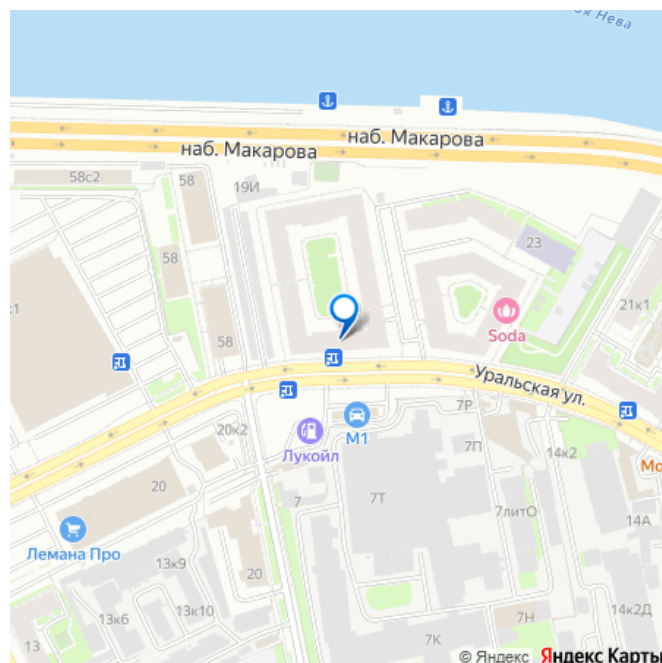 ая Нева
наб. Макарова
наб. Макарова
58с2
58
19И
23
58
21к1
с1
Soda
58
Уральская ул.
7Р
М1
20к2
Лукойл
7П
14к2
Мо
20
7
7Т
7литО
14А
Лемана Про
13к9
20
13к6
13к10
7Н
14к2Д
13
7К
© Яндекс Яндекс Карты